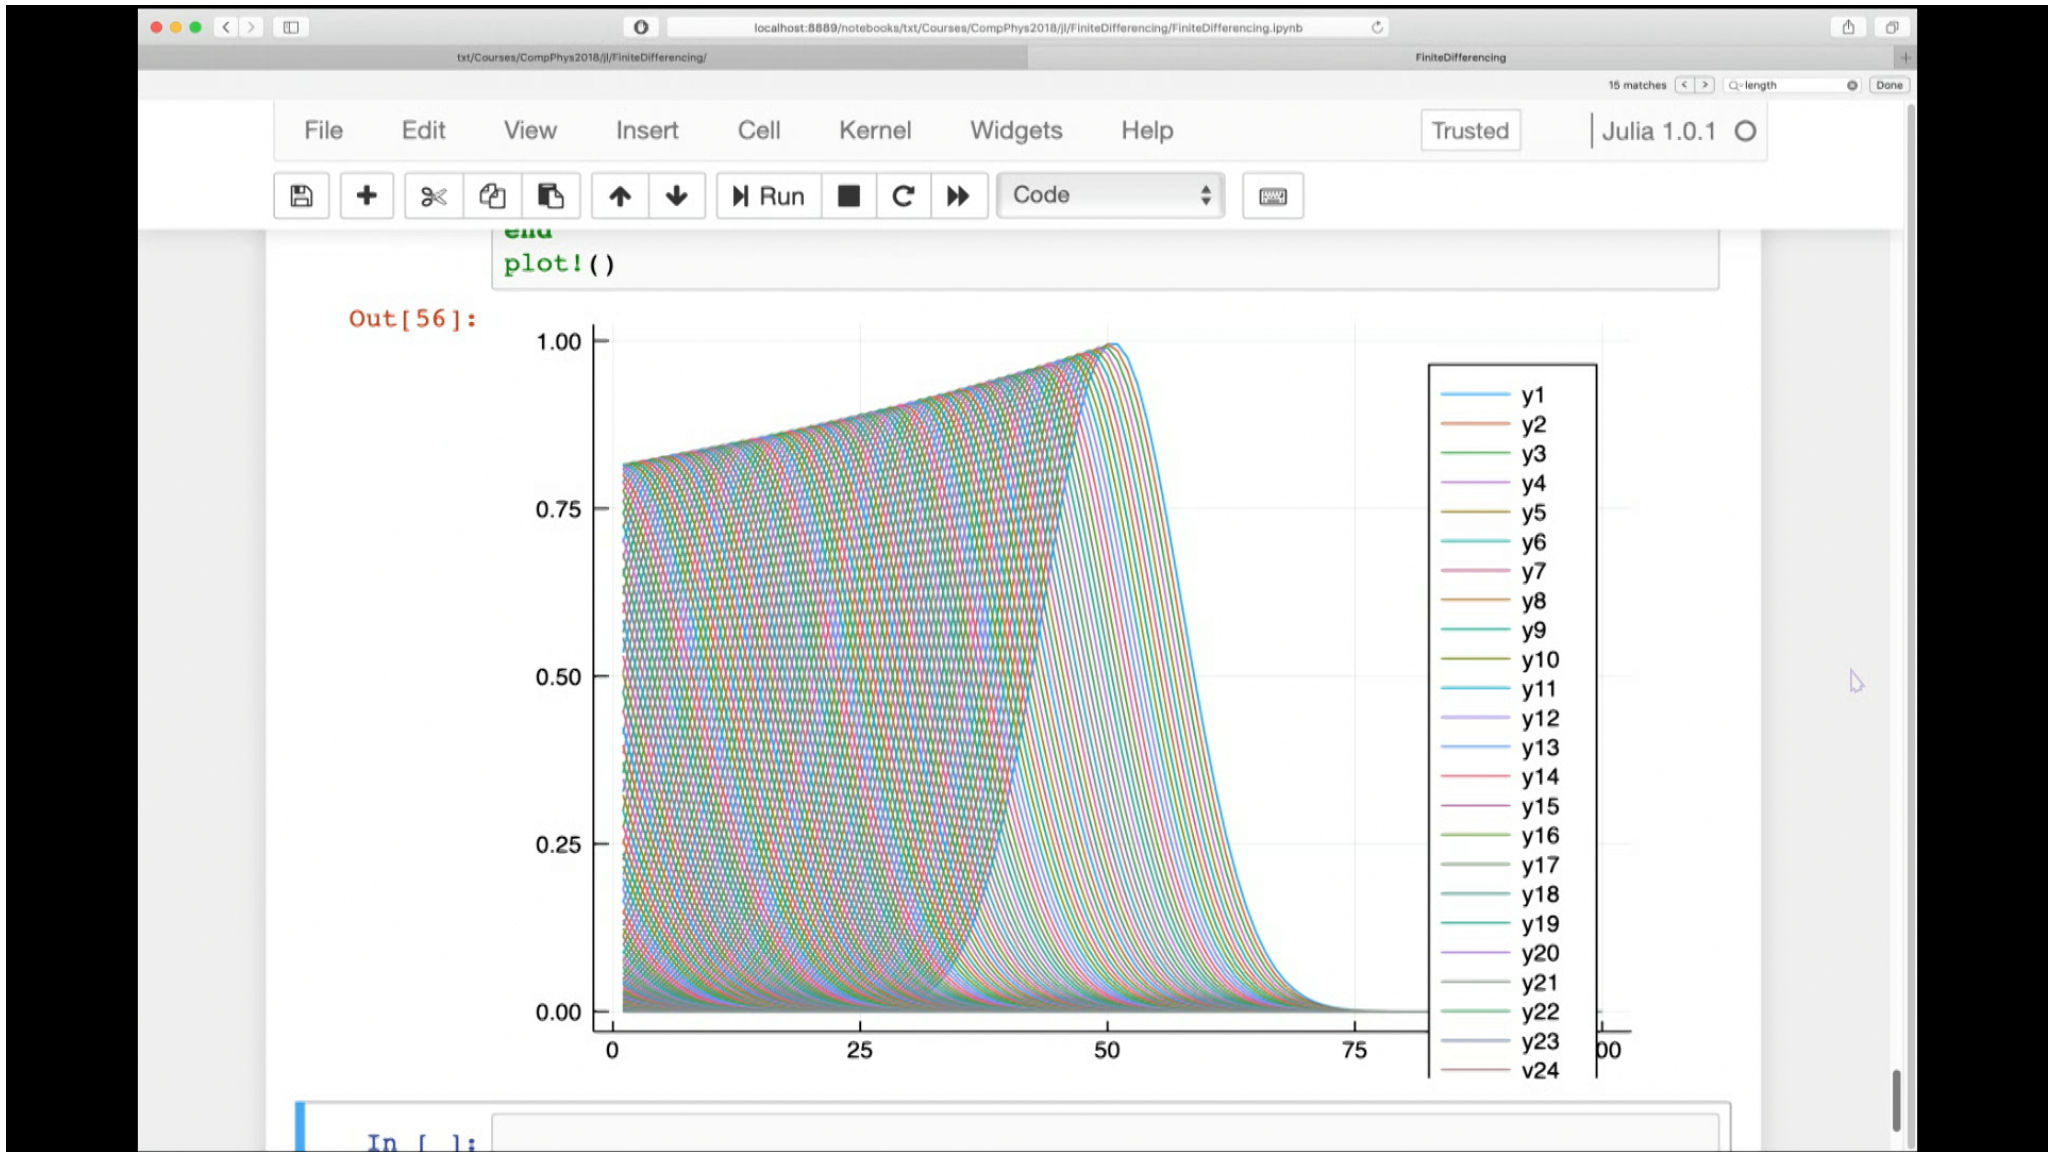 localhost:8889/notebooks/txt/Courses/CompPhys2018/jl/FiniteDifferencing/FiniteDifferencing.ipynb
txt/Courses/CompPhys2018/jl/FiniteDifferencing/
FiniteDifferencing
15 matches
length
Done
File Edit View Insert Cell Kernel Widgets Help
Trusted
Julia 1.0.1
Run
Code
end
plot!()
Out[56]:
1.00
0.75
0.50
0.25
0.00
0 25 50 75 00
y1
y2
y3
y4
y5
y6
y7
y8
y9
y10
y11
y12
y13
y14
y15
y16
y17
y18
y19
y20
y21
y22
y23
y24
In [ ]: